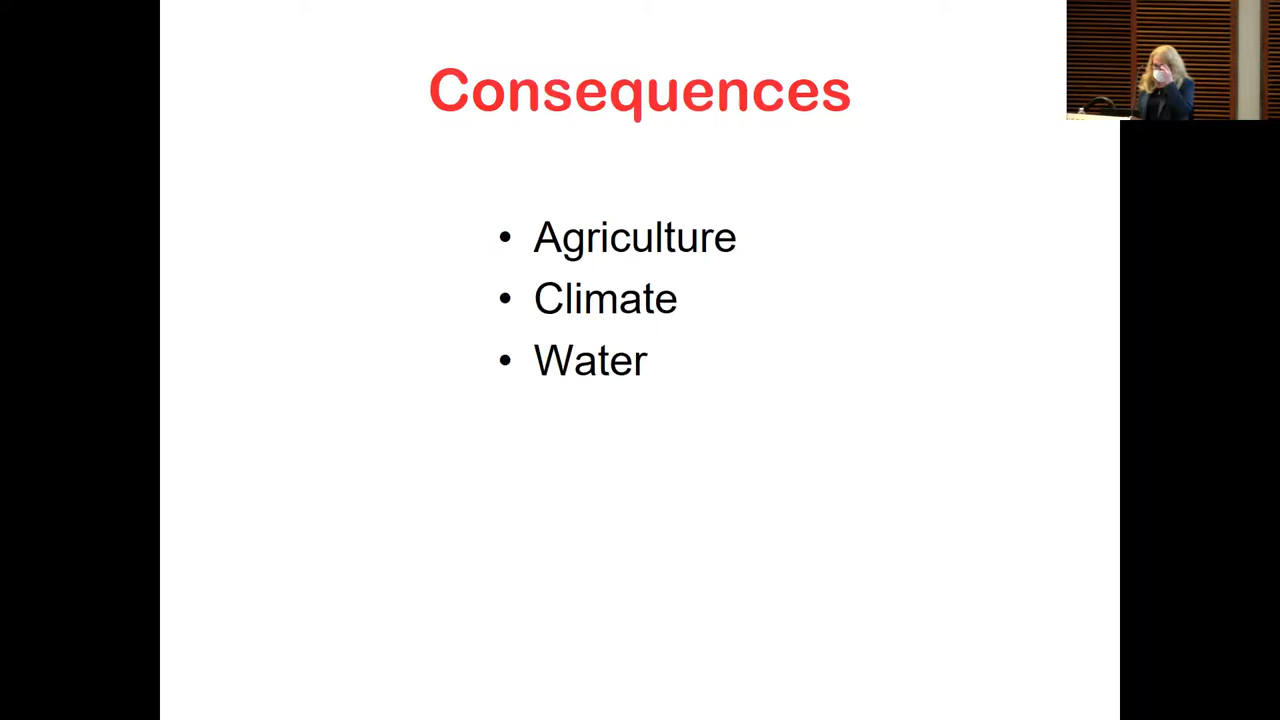 Consequences
• Agriculture
• Climate
• Water